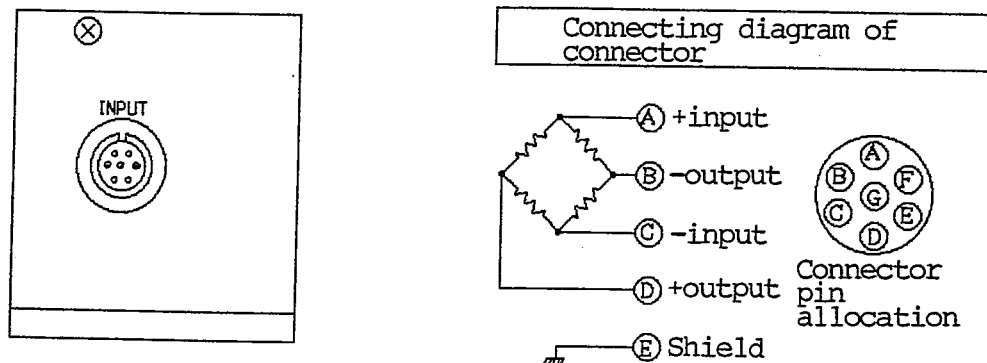 INPUT
Connecting diagram of
connector
A +input
B -output
C -input
D +output
E Shield
A
B F
G
C E
D
Connector
pin
allocation